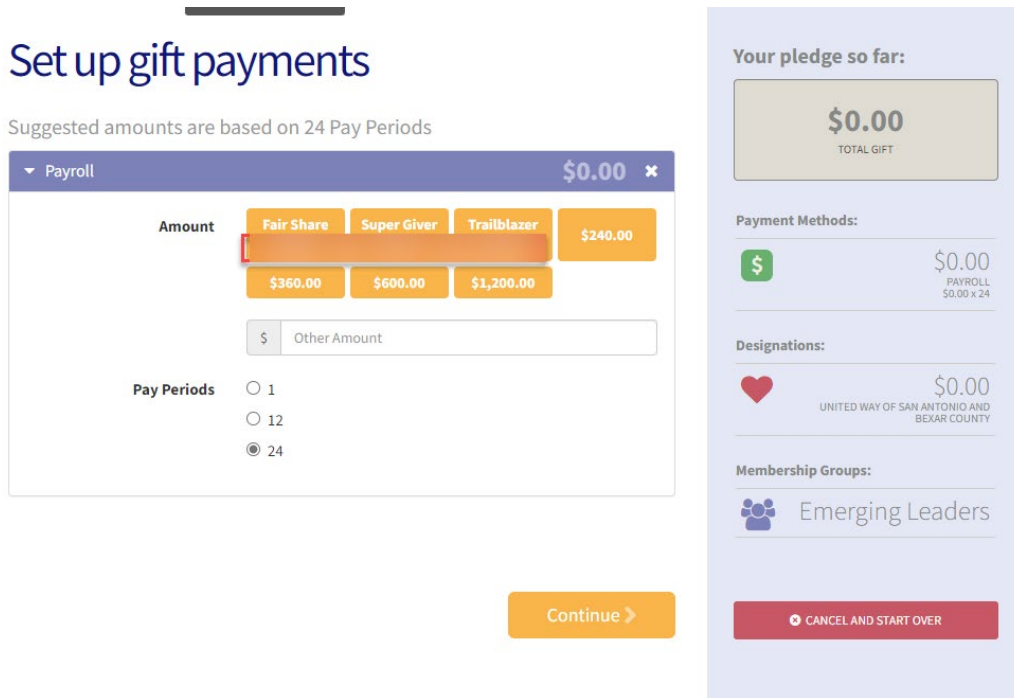 Set up gift payments
Suggested amounts are based on 24 Pay Periods
Payroll $0.00
Amount
Fair Share
Super Giver
Trailblazer
$240.00
$360.00
$600.00
$1,200.00
$ Other Amount
Pay Periods
1
12
24
Continue
Your pledge so far:
$0.00
TOTAL GIFT
Payment Methods:
$ $0.00
PAYROLL
$0.00 x 24
Designations:
$0.00
UNITED WAY OF SAN ANTONIO AND
BEXAR COUNTY
Membership Groups:
Emerging Leaders
CANCEL AND START OVER